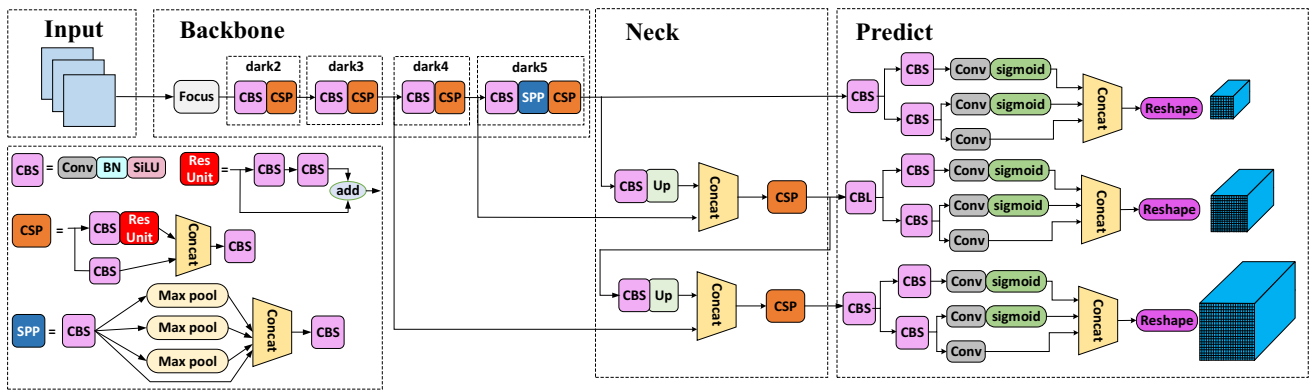 Input
Backbone
Neck
Predict
dark2
dark3
dark4
dark5
Focus
CBS CSP
CBS CSP
CBS CSP
CBS SPP CSP
CBS = Conv BN SiLU
Res Unit = CBS CBS add
CSP = CBS Res Unit
CBS
Concat
CBS
SPP = CBS
Max pool
Max pool
Max pool
Concat
CBS
CBS Up
Concat
CSP
CBS Up
Concat
CSP
CBS
CBS Conv sigmoid
CBS Conv sigmoid
Conv
Concat
Reshape
CBL
CBS Conv sigmoid
CBS Conv sigmoid
Conv
Concat
Reshape
CBS
CBS Conv sigmoid
CBS Conv sigmoid
Conv
Concat
Reshape